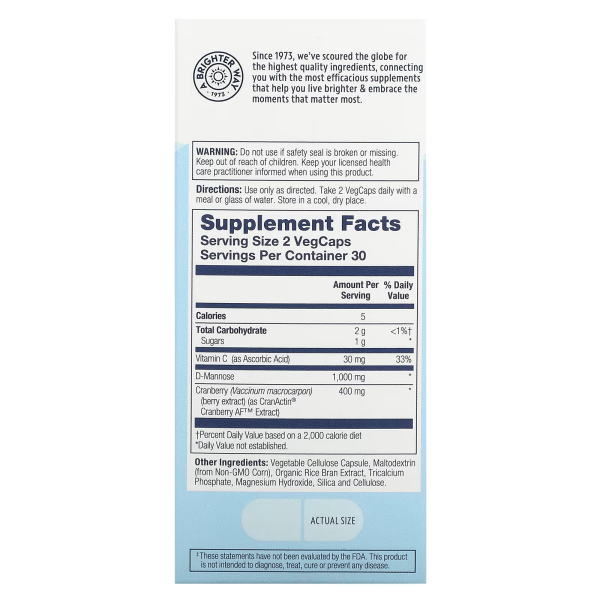 A BRIGHTER WAY
• 1973 •
Since 1973, we've scoured the globe for
the highest quality ingredients, connecting
you with the most efficacious supplements
that help you live brighter & embrace the
moments that matter most.
WARNING: Do not use if safety seal is broken or missing.
Keep out of reach of children. Keep your licensed health
care practitioner informed when using this product.
Directions: Use only as directed. Take 2 VegCaps daily with a
meal or glass of water. Store in a cool, dry place.
Supplement Facts
Serving Size 2 VegCaps
Servings Per Container 30
Amount Per % Daily
Serving Value
Calories 5
Total Carbohydrate 2 g <1%†
Sugars 1 g *
Vitamin C (as Ascorbic Acid) 30 mg 33%
D-Mannose 1,000 mg *
Cranberry (Vaccinum macrocarpon) 400 mg *
(berry extract) (as CranActin®
Cranberry AF™ Extract)
†Percent Daily Value based on a 2,000 calorie diet
*Daily Value not established.
Other Ingredients: Vegetable Cellulose Capsule, Maltodextrin
(from Non-GMO Corn), Organic Rice Bran Extract, Tricalcium
Phosphate, Magnesium Hydroxide, Silica and Cellulose.
ACTUAL SIZE
‡These statements have not been evaluated by the FDA. This product
is not intended to diagnose, treat, cure or prevent any disease.